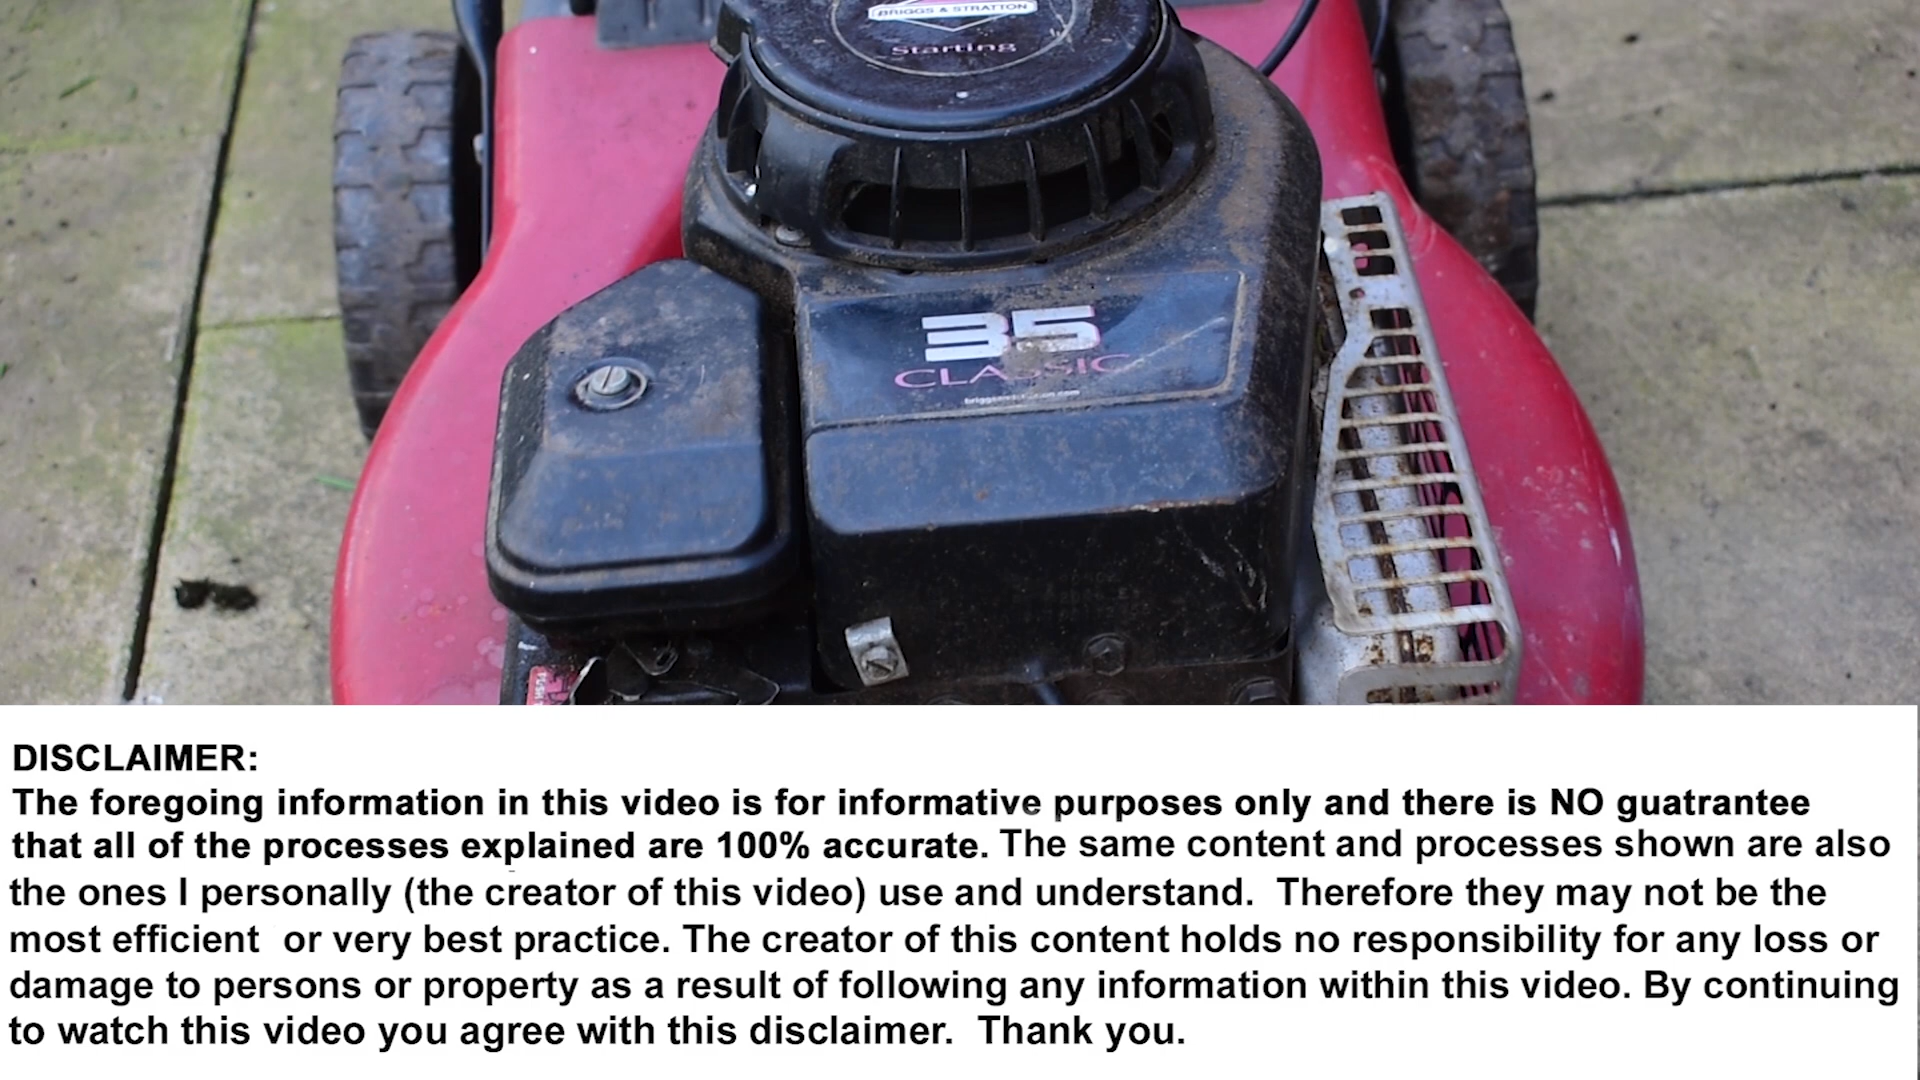 BRIGGS & STRATTON
Starting
35
CLASSIC
DISCLAIMER:
The foregoing information in this video is for informative purposes only and there is NO guatrantee
that all of the processes explained are 100% accurate. The same content and processes shown are also
the ones I personally (the creator of this video) use and understand. Therefore they may not be the
most efficient or very best practice. The creator of this content holds no responsibility for any loss or
damage to persons or property as a result of following any information within this video. By continuing
to watch this video you agree with this disclaimer. Thank you.